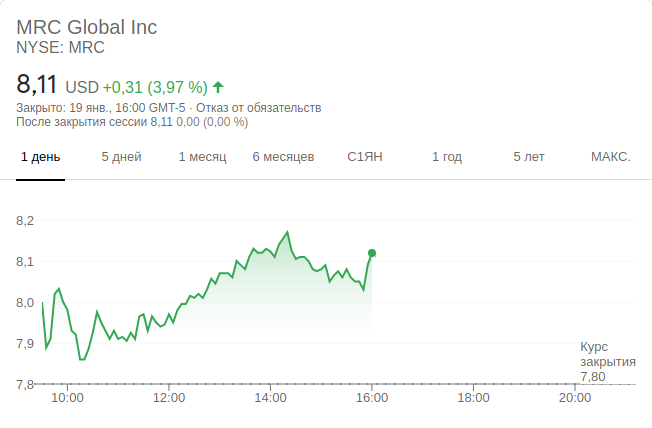 MRC Global Inc
NYSE: MRC
8,11 USD +0,31 (3,97 %)
Закрыто: 19 янв., 16:00 GMT-5 · Отказ от обязательств
После закрытия сессии 8,11 0,00 (0,00 %)
1 день 5 дней 1 месяц 6 месяцев С1ЯН 1 год 5 лет МАКС.
8,2
8,1
8,0
7,9
7,8
Курс
закрытия
7,80
10:00 12:00 14:00 16:00 18:00 20:00